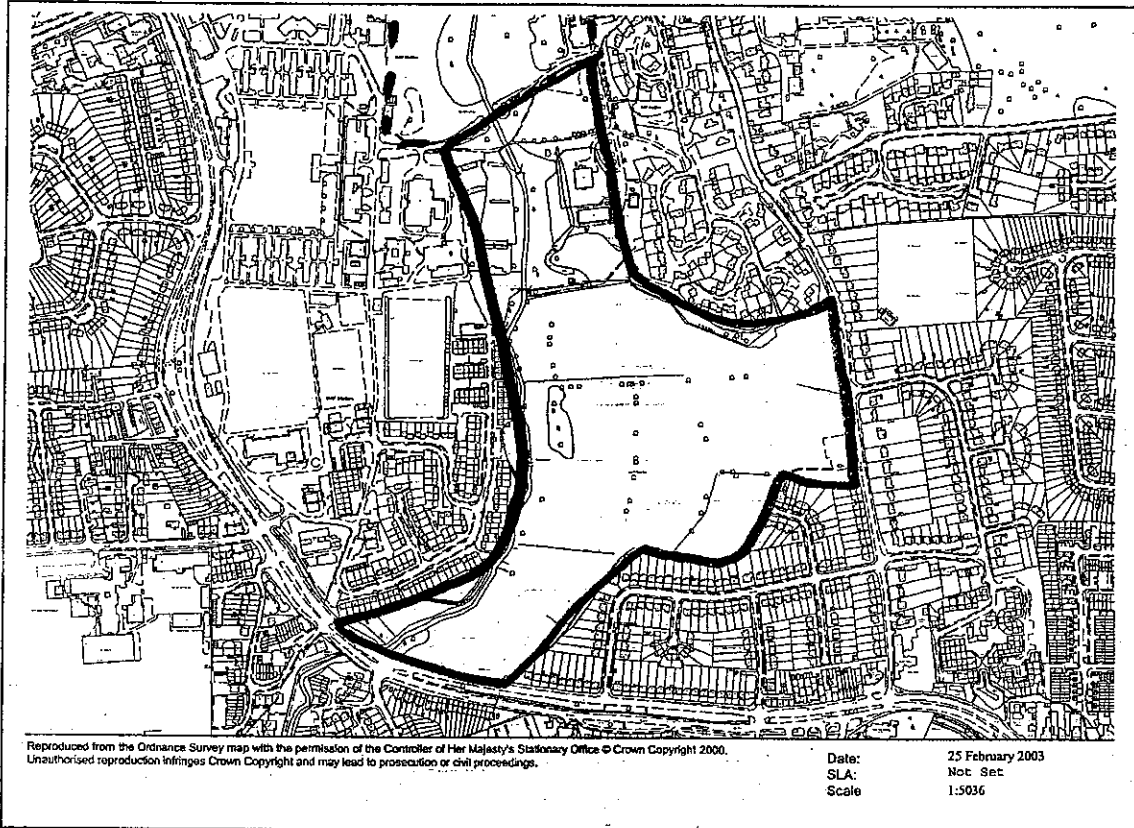 Reproduced from the Ordnance Survey map with the permission of the Controller of Her Majesty's Stationary Office © Crown Copyright 2000.
Unauthorised reproduction infringes Crown Copyright and may lead to prosecution or civil proceedings.
Date: 25 February 2003
SLA: Not Set
Scale 1:5036